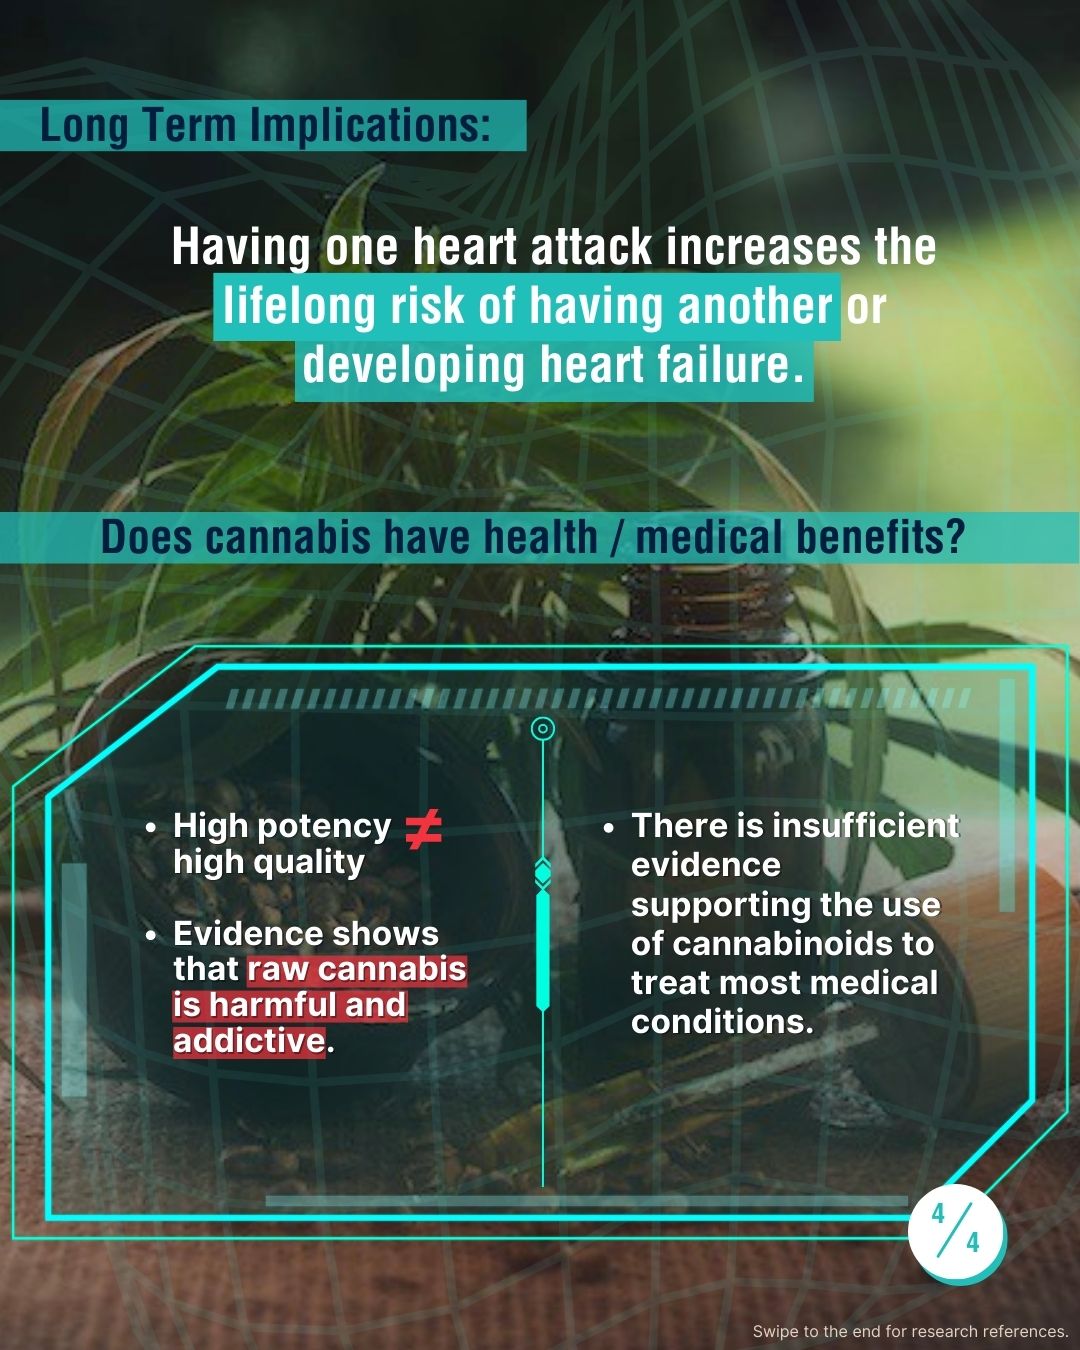 Long Term Implications:
Having one heart attack increases the
lifelong risk of having another or
developing heart failure.
Does cannabis have health / medical benefits?
• High potency ≠
high quality
• Evidence shows
that raw cannabis
is harmful and
addictive.
• There is insufficient
evidence
supporting the use
of cannabinoids to
treat most medical
conditions.
4/4
Swipe to the end for research references.